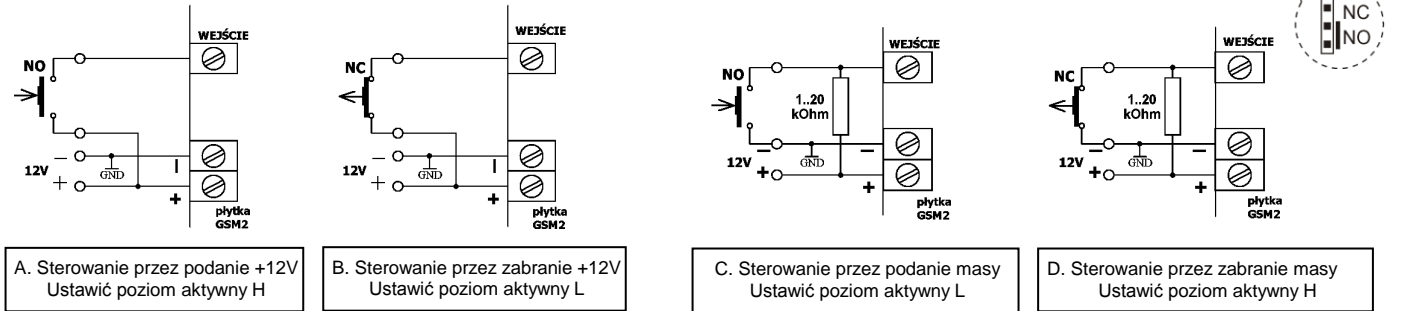 NC
NO
WEJŚCIE
NO
–
12V
GND
+
I
+
płytka
GSM2
WEJŚCIE
NC
–
12V
GND
+
I
+
płytka
GSM2
WEJŚCIE
NO
1..20
kOhm
–
12V
GND
+
–
+
płytka
GSM2
WEJŚCIE
NC
1..20
kOhm
–
12V
GND
+
–
+
płytka
GSM2
A. Sterowanie przez podanie +12V
Ustawić poziom aktywny H
B. Sterowanie przez zabranie +12V
Ustawić poziom aktywny L
C. Sterowanie przez podanie masy
Ustawić poziom aktywny L
D. Sterowanie przez zabranie masy
Ustawić poziom aktywny H